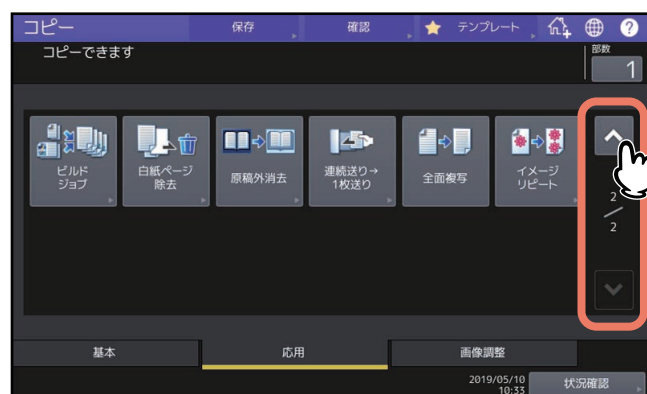 コピー
保存
確認
テンプレート
?
コピーできます
部数
1
ビルド
ジョブ
白紙ページ
除去
原稿外消去
連続送り→
1枚送り
全面複写
イメージ
リピート
2
2
基本
応用
画像調整
2019/05/10
10:33
状況確認